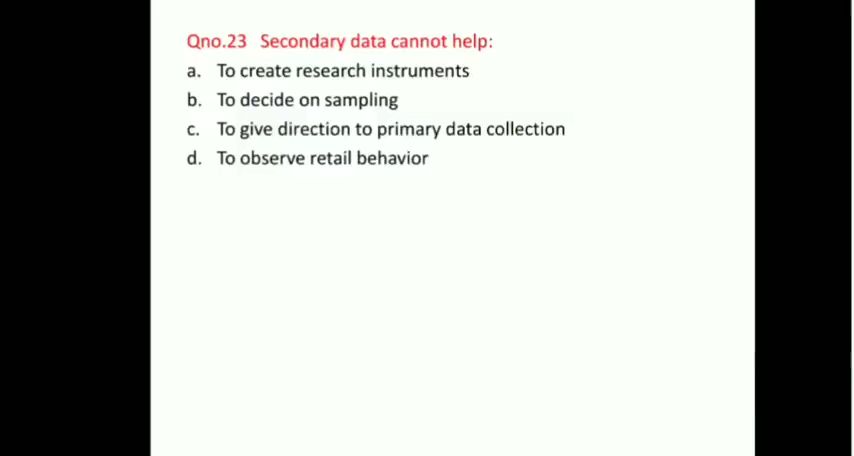 Qno.23 Secondary data cannot help:
a. To create research instruments
b. To decide on sampling
c. To give direction to primary data collection
d. To observe retail behavior